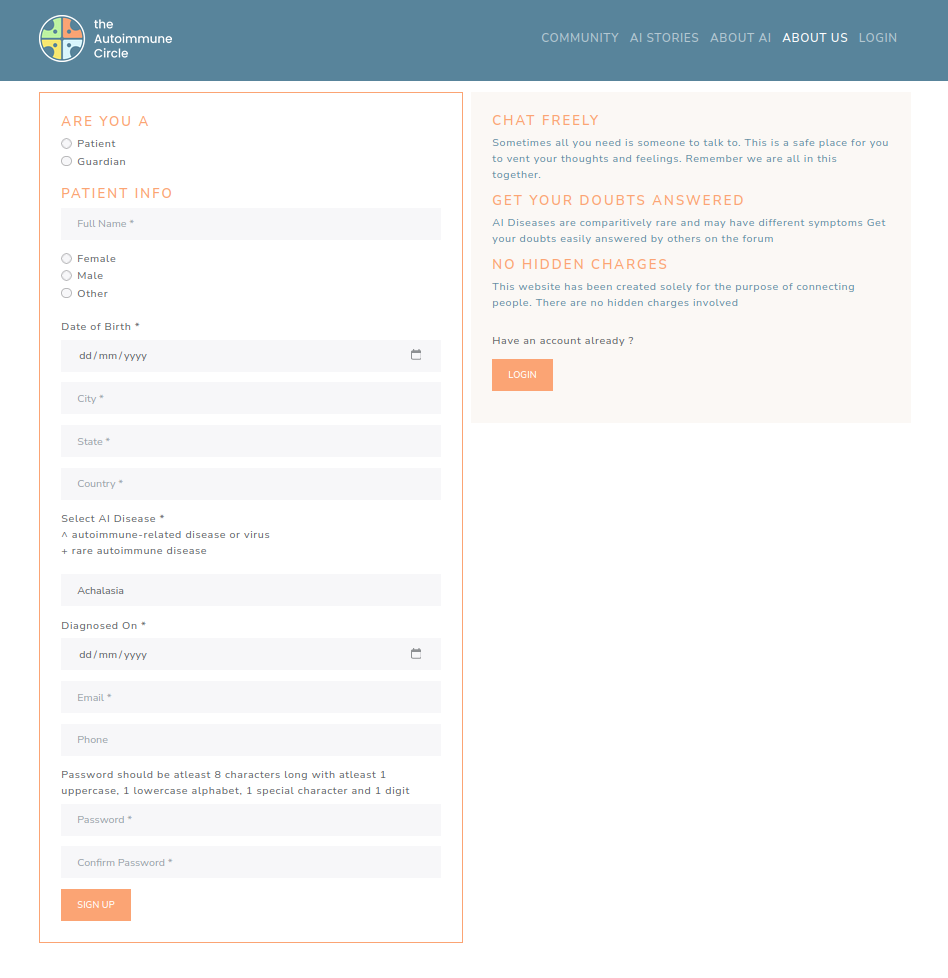 the
Autoimmune
Circle
COMMUNITY AI STORIES ABOUT AI ABOUT US LOGIN
ARE YOU A
Patient
Guardian
PATIENT INFO
Full Name *
Female
Male
Other
Date of Birth *
dd/mm/yyyy
City *
State *
Country *
Select AI Disease *
^ autoimmune-related disease or virus
+ rare autoimmune disease
Achalasia
Diagnosed On *
dd/mm/yyyy
Email *
Phone
Password should be atleast 8 characters long with atleast 1
uppercase, 1 lowercase alphabet, 1 special character and 1 digit
Password *
Confirm Password *
SIGN UP
CHAT FREELY
Sometimes all you need is someone to talk to. This is a safe place for you
to vent your thoughts and feelings. Remember we are all in this
together.
GET YOUR DOUBTS ANSWERED
AI Diseases are comparitively rare and may have different symptoms Get
your doubts easily answered by others on the forum
NO HIDDEN CHARGES
This website has been created solely for the purpose of connecting
people. There are no hidden charges involved
Have an account already ?
LOGIN